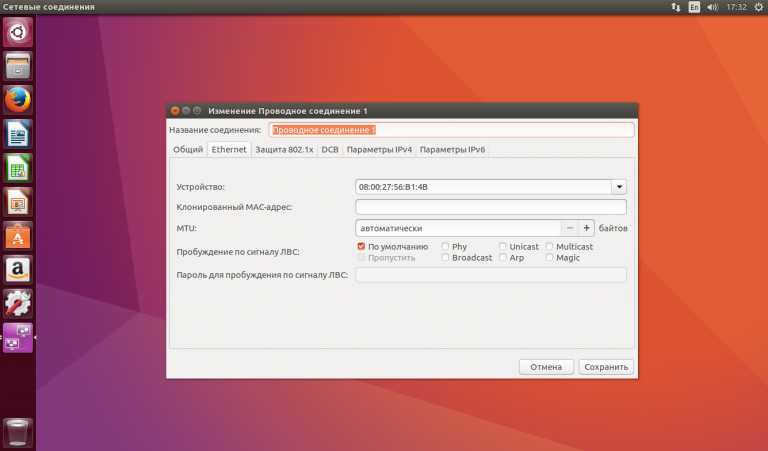 Сетевые соединения En 17:32
Изменение Проводное соединение 1
Название соединения: Проводное соединение 1
Общий Ethernet Защита 802.1x DCB Параметры IPv4 Параметры IPv6
Устройство: 08:00:27:56:B1:4B
Клонированный MAC-адрес:
MTU: автоматически − + байтов
Пробуждение по сигналу ЛВС: По умолчанию Phy Unicast Multicast
Пропустить Broadcast Arp Magic
Пароль для пробуждения по сигналу ЛВС:
Отмена Сохранить
a